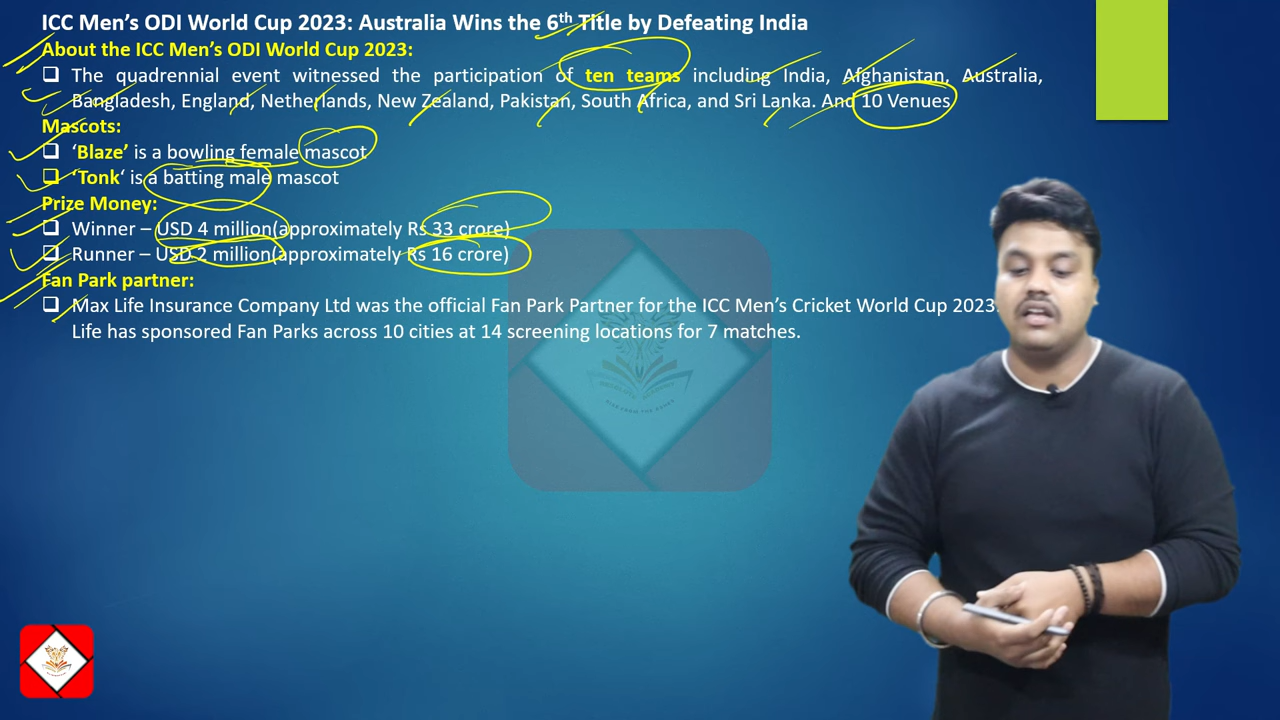 ICC Men’s ODI World Cup 2023: Australia Wins the 6th Title by Defeating India
About the ICC Men’s ODI World Cup 2023:
❑ The quadrennial event witnessed the participation of ten teams including India, Afghanistan, Australia,
Bangladesh, England, Netherlands, New Zealand, Pakistan, South Africa, and Sri Lanka. And 10 Venues
Mascots:
❑ ‘Blaze’ is a bowling female mascot
❑ ‘Tonk‘ is a batting male mascot
Prize Money:
❑ Winner – USD 4 million(approximately Rs 33 crore)
❑ Runner – USD 2 million(approximately Rs 16 crore)
Fan Park partner:
❑ Max Life Insurance Company Ltd was the official Fan Park Partner for the ICC Men’s Cricket World Cup 2023.
Life has sponsored Fan Parks across 10 cities at 14 screening locations for 7 matches.